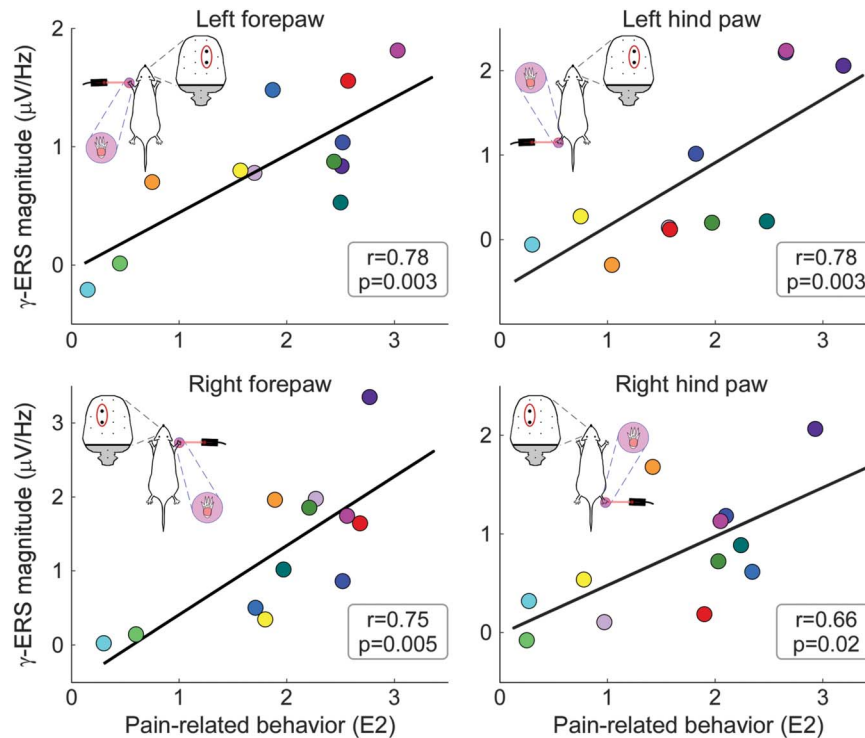 Left forepaw
Left hind paw
γ-ERS magnitude (μV/Hz)
2
1
0
r=0.78
p=0.003
0
1
2
3
2
1
0
r=0.78
p=0.003
0
1
2
3
Right forepaw
Right hind paw
γ-ERS magnitude (μV/Hz)
3
2
1
0
r=0.75
p=0.005
0
1
2
3
Pain-related behavior (E2)
2
1
0
r=0.66
p=0.02
0
1
2
3
Pain-related behavior (E2)